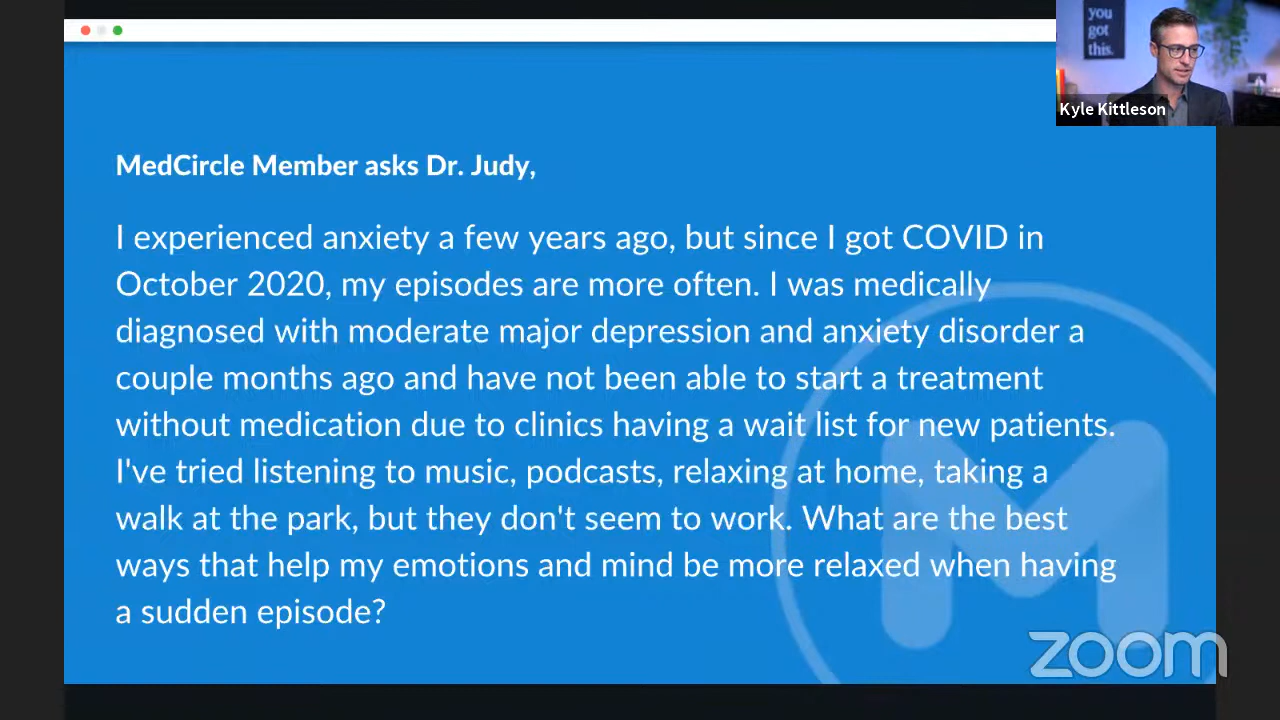 you
got
this.
Kyle Kittleson
MedCircle Member asks Dr. Judy,
I experienced anxiety a few years ago, but since I got COVID in
October 2020, my episodes are more often. I was medically
diagnosed with moderate major depression and anxiety disorder a
couple months ago and have not been able to start a treatment
without medication due to clinics having a wait list for new patients.
I've tried listening to music, podcasts, relaxing at home, taking a
walk at the park, but they don't seem to work. What are the best
ways that help my emotions and mind be more relaxed when having
a sudden episode?
zoom